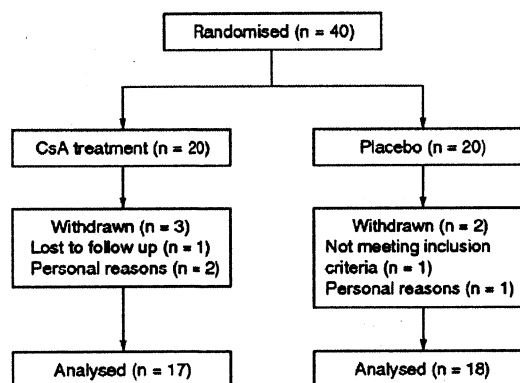 Randomised (n = 40)
CsA treatment (n = 20)
Placebo (n = 20)
Withdrawn (n = 3)
Lost to follow up (n = 1)
Personal reasons (n = 2)
Withdrawn (n = 2)
Not meeting inclusion
criteria (n = 1)
Personal reasons (n = 1)
Analysed (n = 17)
Analysed (n = 18)